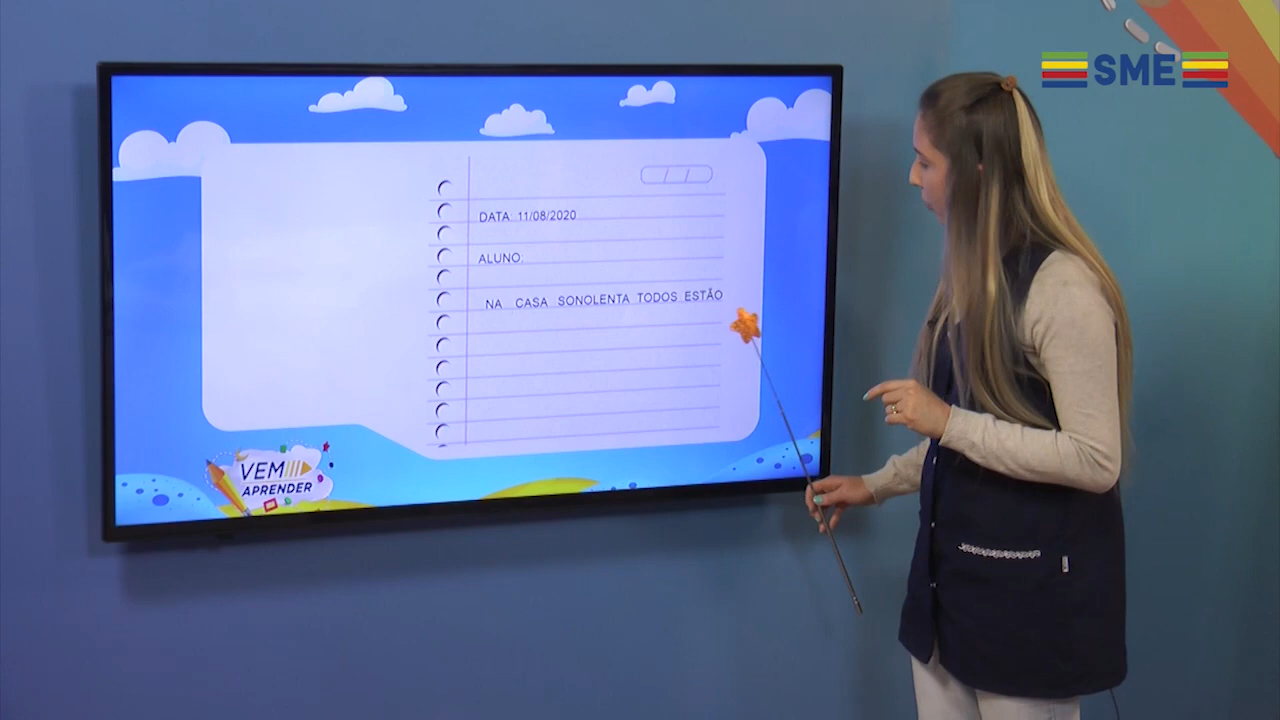 SME
DATA: 11/08/2020
ALUNO:
NA CASA SONOLENTA TODOS ESTÃO
VEM
APRENDER